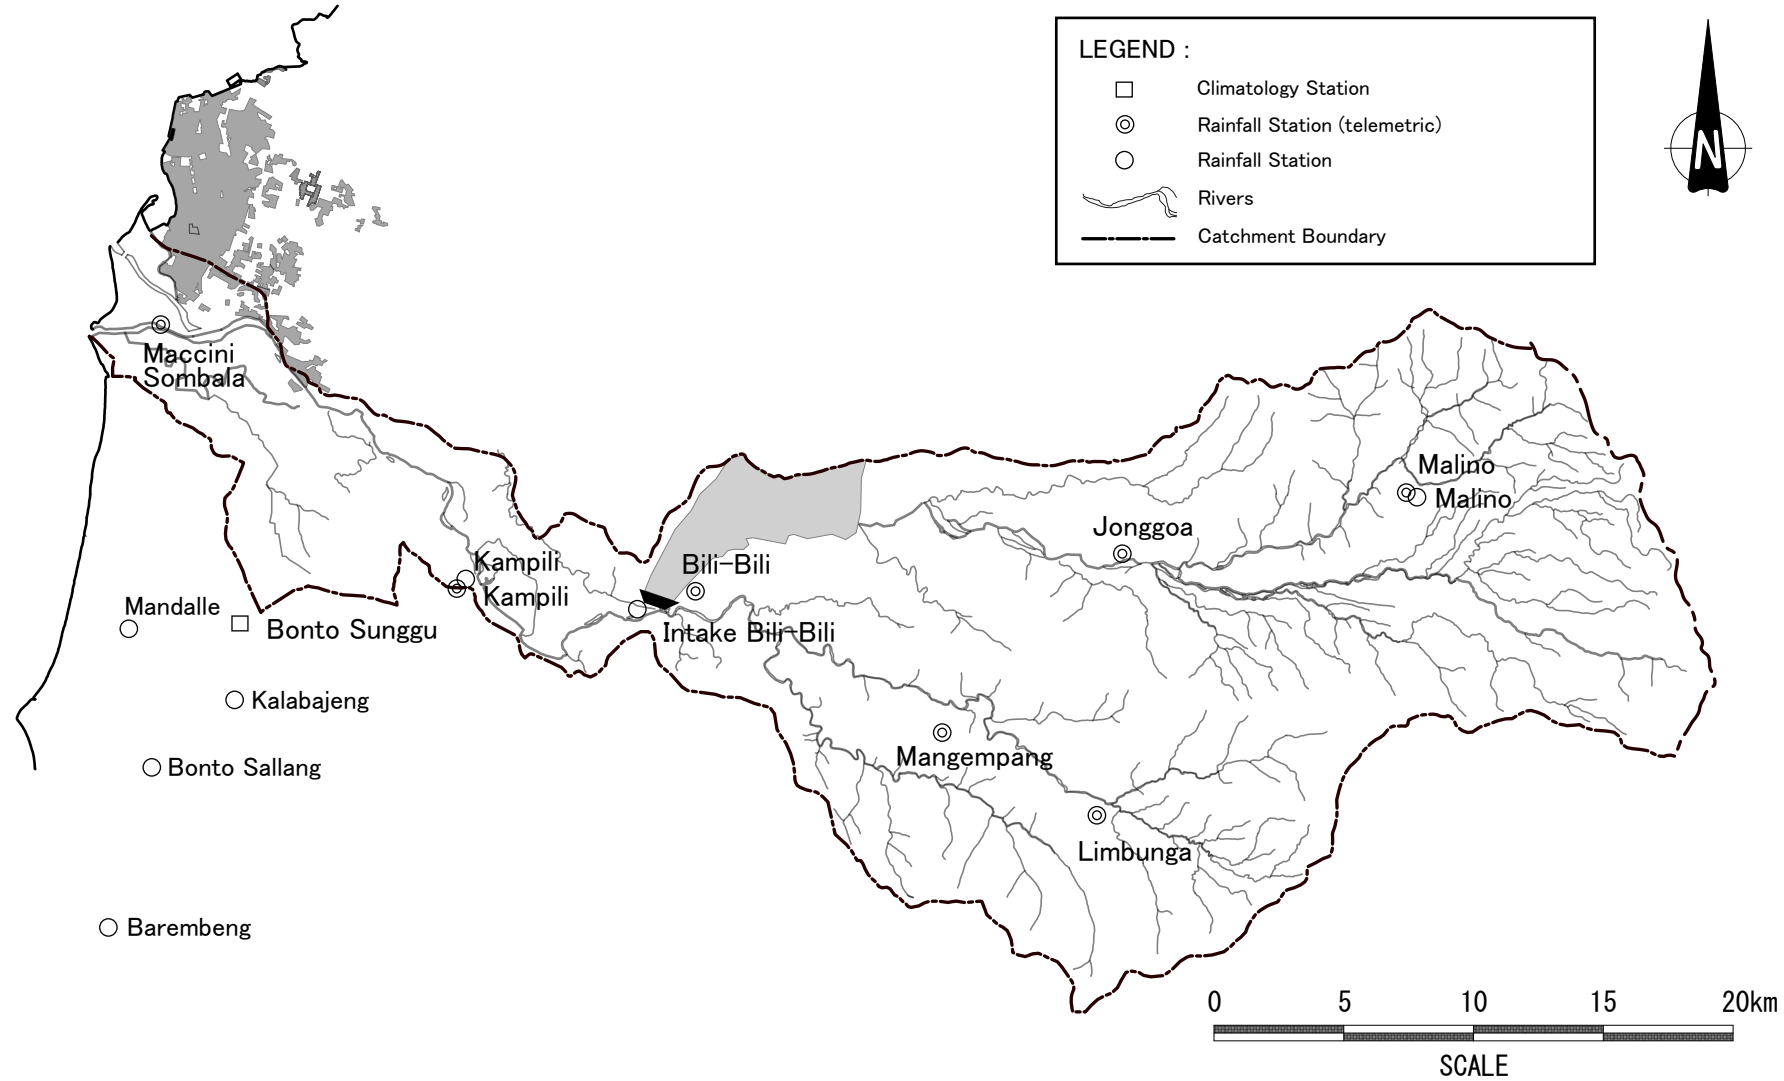 LEGEND :
Climatology Station
Rainfall Station (telemetric)
Rainfall Station
Rivers
Catchment Boundary
N
Maccini
Sombala
Malino
Malino
Jonggoa
Kampili
Kampili
Bili-Bili
Intake Bili-Bili
Mandalle
Bonto Sunggu
Kalabajeng
Bonto Sallang
Mangempang
Limbunga
Barembeng
0 5 10 15 20km
SCALE